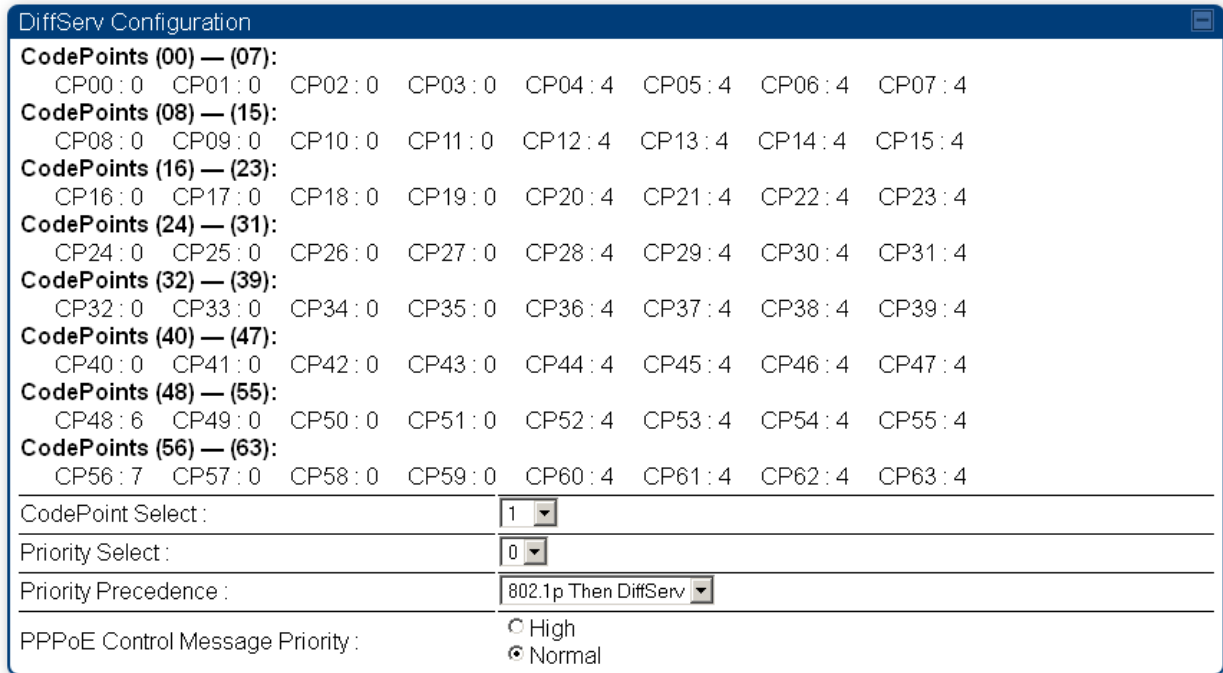 DiffServ Configuration
CodePoints (00) — (07):
CP00 : 0 CP01 : 0 CP02 : 0 CP03 : 0 CP04 : 4 CP05 : 4 CP06 : 4 CP07 : 4
CodePoints (08) — (15):
CP08 : 0 CP09 : 0 CP10 : 0 CP11 : 0 CP12 : 4 CP13 : 4 CP14 : 4 CP15 : 4
CodePoints (16) — (23):
CP16 : 0 CP17 : 0 CP18 : 0 CP19 : 0 CP20 : 4 CP21 : 4 CP22 : 4 CP23 : 4
CodePoints (24) — (31):
CP24 : 0 CP25 : 0 CP26 : 0 CP27 : 0 CP28 : 4 CP29 : 4 CP30 : 4 CP31 : 4
CodePoints (32) — (39):
CP32 : 0 CP33 : 0 CP34 : 0 CP35 : 0 CP36 : 4 CP37 : 4 CP38 : 4 CP39 : 4
CodePoints (40) — (47):
CP40 : 0 CP41 : 0 CP42 : 0 CP43 : 0 CP44 : 4 CP45 : 4 CP46 : 4 CP47 : 4
CodePoints (48) — (55):
CP48 : 6 CP49 : 0 CP50 : 0 CP51 : 0 CP52 : 4 CP53 : 4 CP54 : 4 CP55 : 4
CodePoints (56) — (63):
CP56 : 7 CP57 : 0 CP58 : 0 CP59 : 0 CP60 : 4 CP61 : 4 CP62 : 4 CP63 : 4
CodePoint Select : 1
Priority Select : 0
Priority Precedence : 802.1p Then DiffServ
PPPoE Control Message Priority :
High
Normal